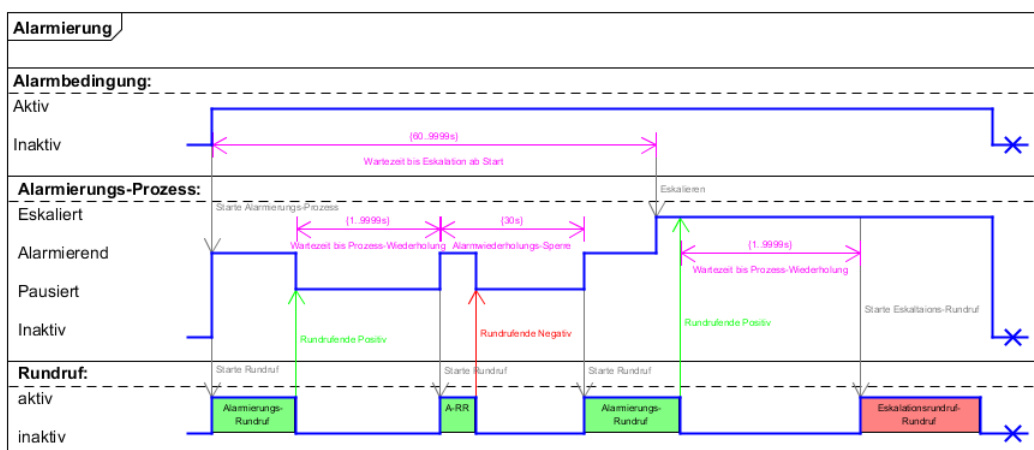 Alarmierung
Alarmbedingung:
Aktiv
{60..9999s}
Inaktiv
Wartezeit bis Eskalation ab Start
Alarmierungs-Prozess:
Eskalieren
Eskaliert
Starte Alarmierungs-Prozess
{1..9999s}
{30s}
Wartezeit bis Prozess-Wiederholung
Alarmwiederholungs-Sperre
{1..9999s}
Alarmierend
Wartezeit bis Prozess-Wiederholung
Pausiert
Starte Eskaltaions-Rundruf
Rundrufende Positiv
Rundrufende Negativ
Rundrufende Positiv
Inaktiv
Rundruf:
Starte Rundruf
Starte Rundruf
Starte Rundruf
aktiv
Alarmierungs-
Rundruf
A-RR
Alarmierungs-
Rundruf
Eskalationsrundruf-
Rundruf
inaktiv